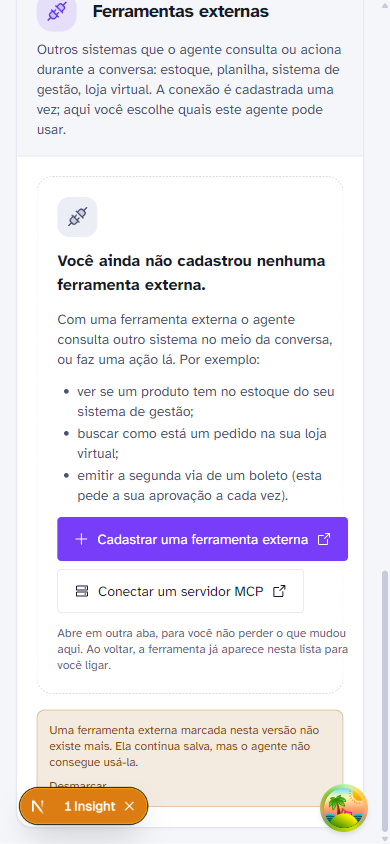 Ferramentas externas
Outros sistemas que o agente consulta ou aciona
durante a conversa: estoque, planilha, sistema de
gestão, loja virtual. A conexão é cadastrada uma
vez; aqui você escolhe quais este agente pode
usar.
Você ainda não cadastrou nenhuma
ferramenta externa.
Com uma ferramenta externa o agente
consulta outro sistema no meio da conversa,
ou faz uma ação lá. Por exemplo:
• ver se um produto tem no estoque do seu
sistema de gestão;
• buscar como está um pedido na sua loja
virtual;
• emitir a segunda via de um boleto (esta
pede a sua aprovação a cada vez).
Cadastrar uma ferramenta externa
Conectar um servidor MCP
Abre em outra aba, para você não perder o que mudou
aqui. Ao voltar, a ferramenta já aparece nesta lista para
você ligar.
Uma ferramenta externa marcada nesta versão não
existe mais. Ela continua salva, mas o agente não
consegue usá-la.
Desmarcar
N 1 Insight